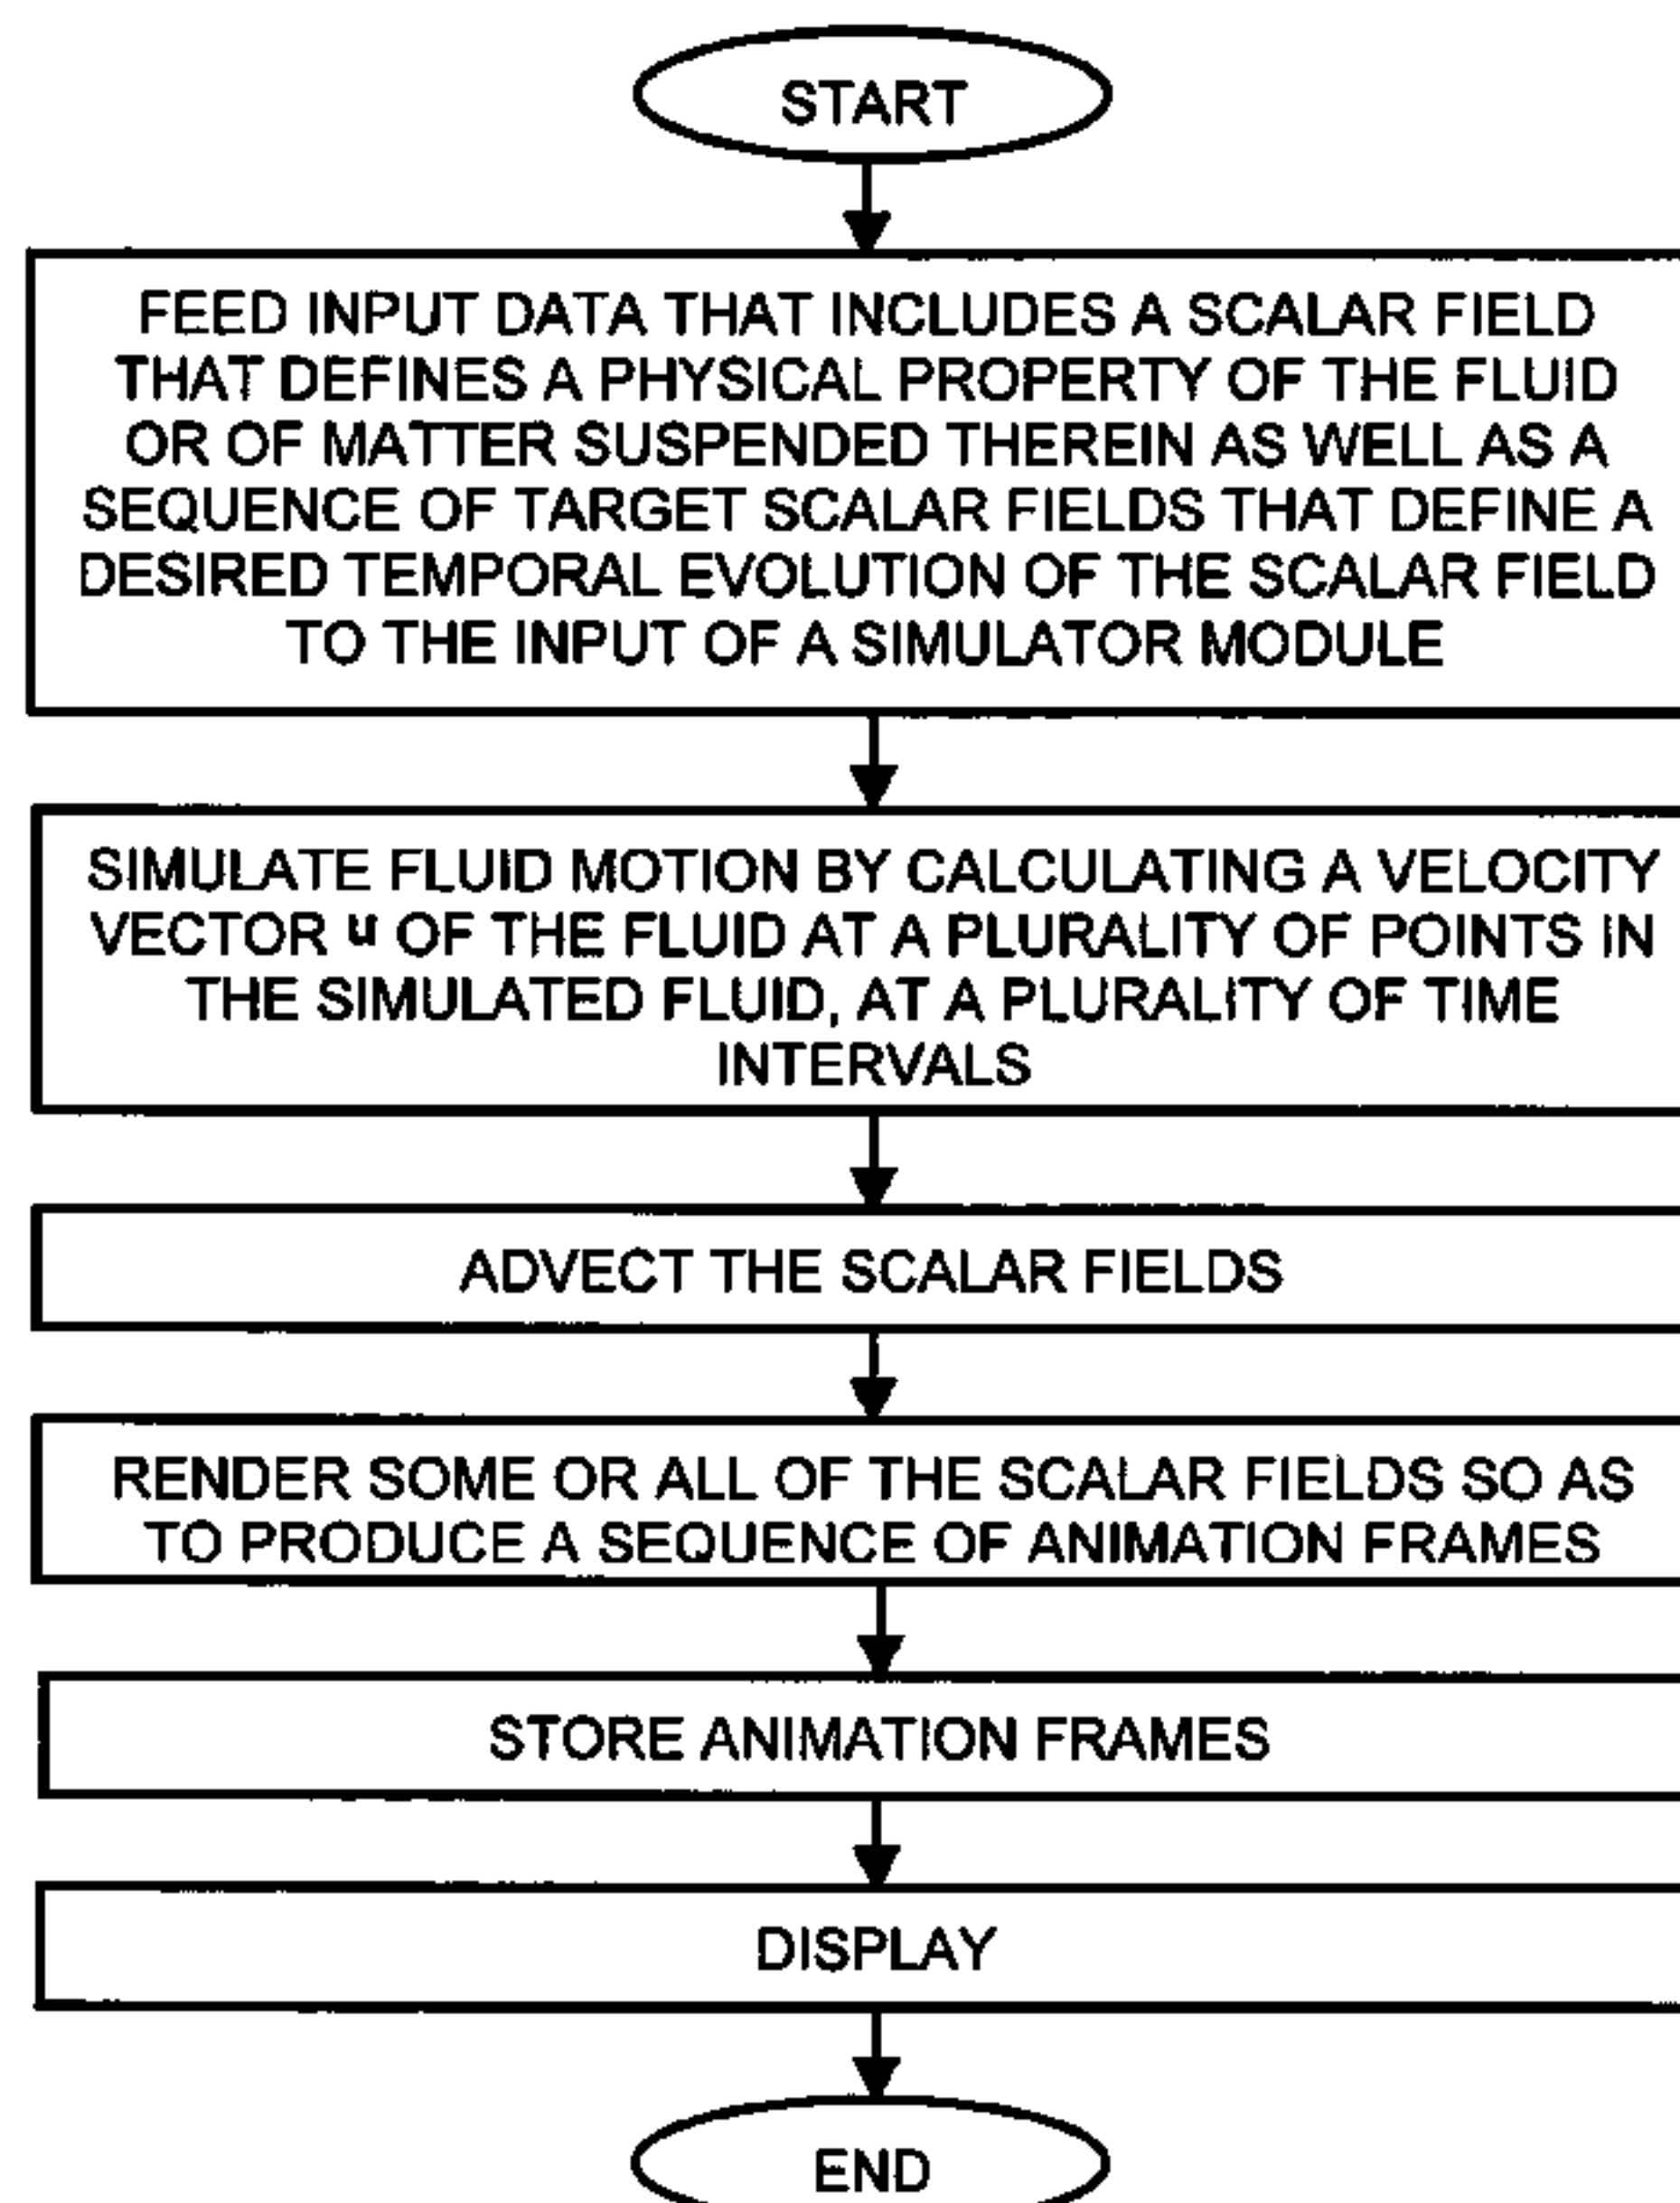 START
FEED INPUT DATA THAT INCLUDES A SCALAR FIELD
THAT DEFINES A PHYSICAL PROPERTY OF THE FLUID
OR OF MATTER SUSPENDED THEREIN AS WELL AS A
SEQUENCE OF TARGET SCALAR FIELDS THAT DEFINE A
DESIRED TEMPORAL EVOLUTION OF THE SCALAR FIELD
TO THE INPUT OF A SIMULATOR MODULE
SIMULATE FLUID MOTION BY CALCULATING A VELOCITY
VECTOR u OF THE FLUID AT A PLURALITY OF POINTS IN
THE SIMULATED FLUID, AT A PLURALITY OF TIME
INTERVALS
ADVECT THE SCALAR FIELDS
RENDER SOME OR ALL OF THE SCALAR FIELDS SO AS
TO PRODUCE A SEQUENCE OF ANIMATION FRAMES
STORE ANIMATION FRAMES
DISPLAY
END